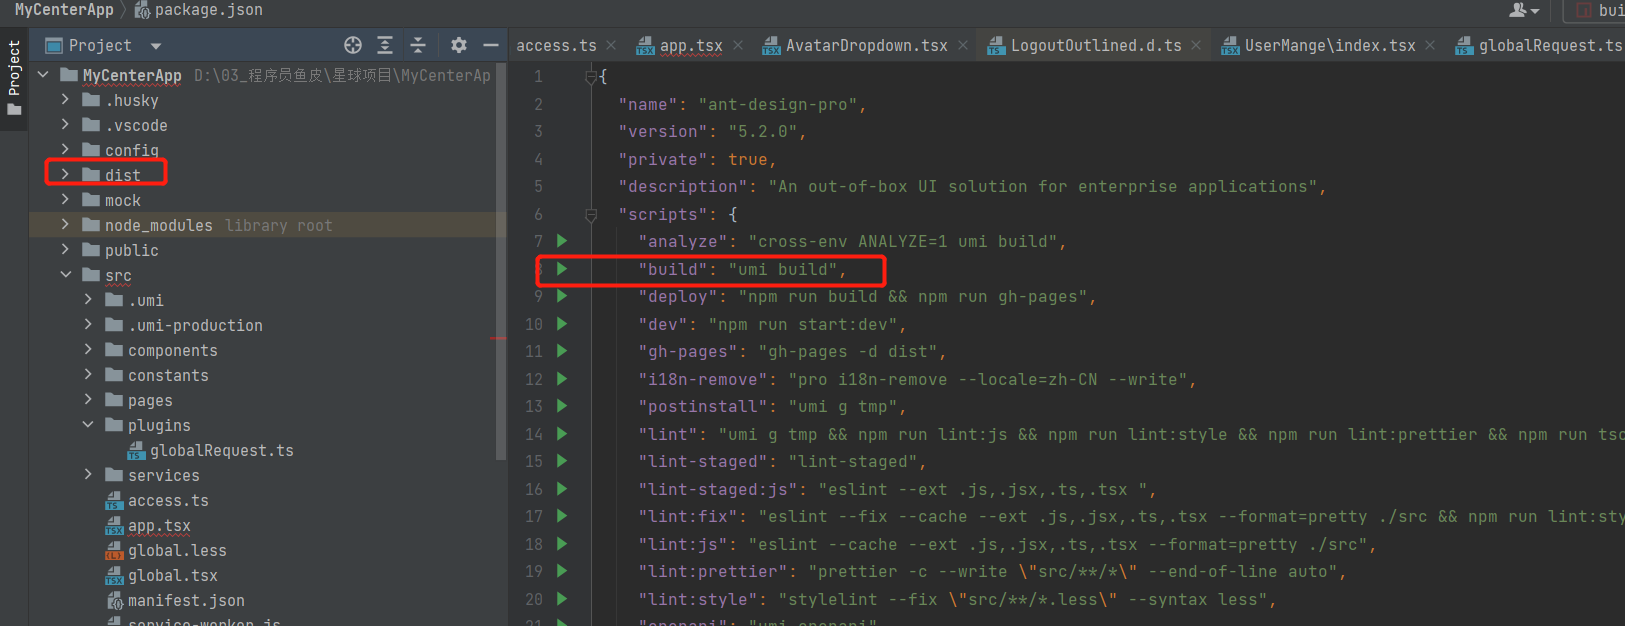 MyCenterApp package.json bui
Project
Project
access.ts app.tsx AvatarDropdown.tsx LogoutOutlined.d.ts UserMange\index.tsx globalRequest.ts
MyCenterApp D:\03_程序员鱼皮\星球项目\MyCenterAp
.husky
.vscode
config
dist
mock
node_modules library root
public
src
.umi
.umi-production
components
constants
pages
plugins
globalRequest.ts
services
access.ts
app.tsx
global.less
global.tsx
manifest.json
service-worker.js
1 {
2 "name": "ant-design-pro",
3 "version": "5.2.0",
4 "private": true,
5 "description": "An out-of-box UI solution for enterprise applications",
6 "scripts": {
7 "analyze": "cross-env ANALYZE=1 umi build",
8 "build": "umi build",
9 "deploy": "npm run build && npm run gh-pages",
10 "dev": "npm run start:dev",
11 "gh-pages": "gh-pages -d dist",
12 "i18n-remove": "pro i18n-remove --locale=zh-CN --write",
13 "postinstall": "umi g tmp",
14 "lint": "umi g tmp && npm run lint:js && npm run lint:style && npm run lint:prettier && npm run tsc
15 "lint-staged": "lint-staged",
16 "lint-staged:js": "eslint --ext .js,.jsx,.ts,.tsx ",
17 "lint:fix": "eslint --fix --cache --ext .js,.jsx,.ts,.tsx --format=pretty ./src && npm run lint:sty
18 "lint:js": "eslint --cache --ext .js,.jsx,.ts,.tsx --format=pretty ./src",
19 "lint:prettier": "prettier -c --write \"src/**/*\" --end-of-line auto",
20 "lint:style": "stylelint --fix \"src/**/*.less\" --syntax less",
21 "openapi": "umi openapi"